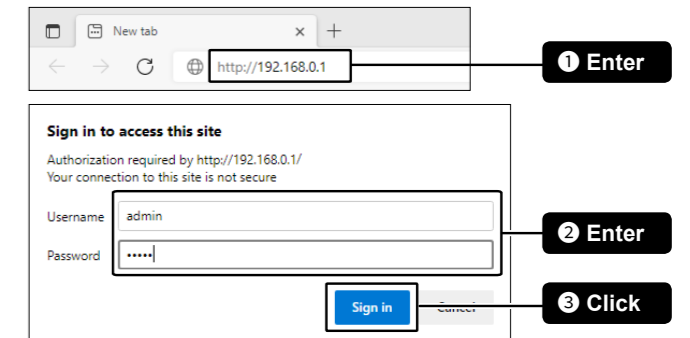 New tab
http://192.168.0.1
❶ Enter
Sign in to access this site
Authorization required by http://192.168.0.1/
Your connection to this site is not secure
Username admin
❷ Enter
Password •••••
Sign in Cancel
❸ Click